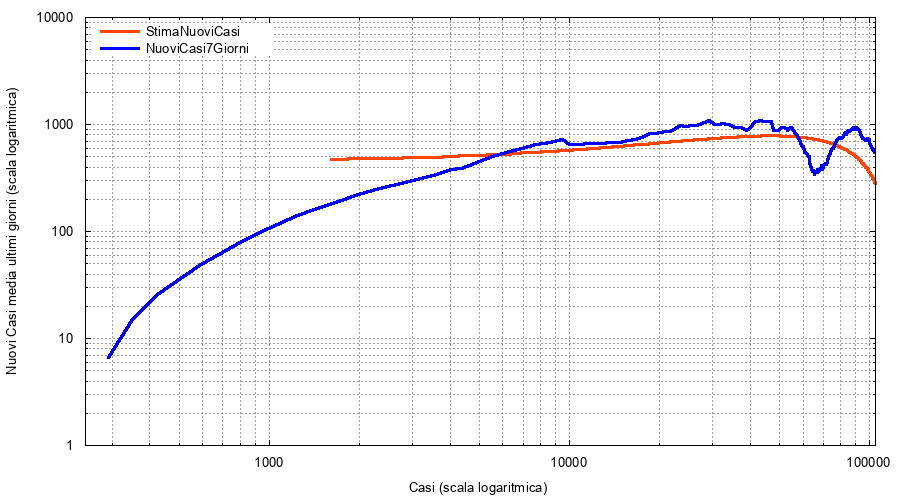 StimaNuoviCasi
NuoviCasi7Giorni
10000
1000
100
10
1
Nuovi Casi media ultimi giorni (scala logaritmica)
1000 10000 100000
Casi (scala logaritmica)